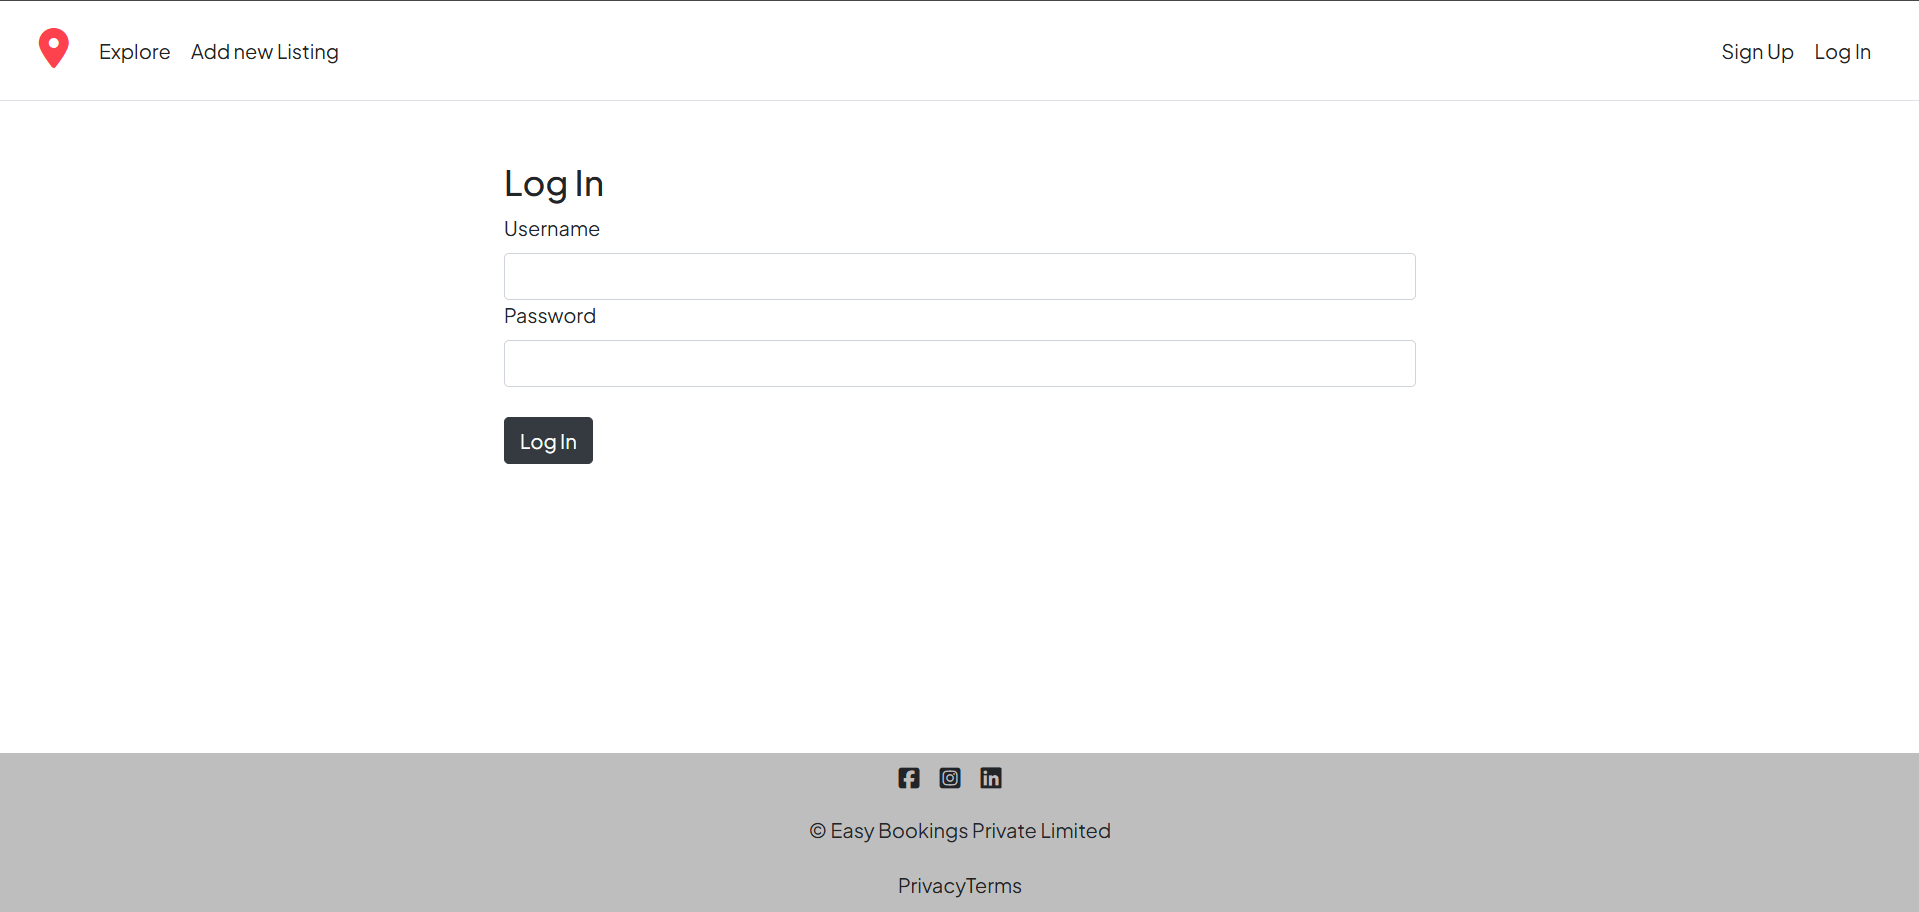 Explore Add new Listing Sign Up Log In
Log In
Username
Password
Log In
© Easy Bookings Private Limited
PrivacyTerms